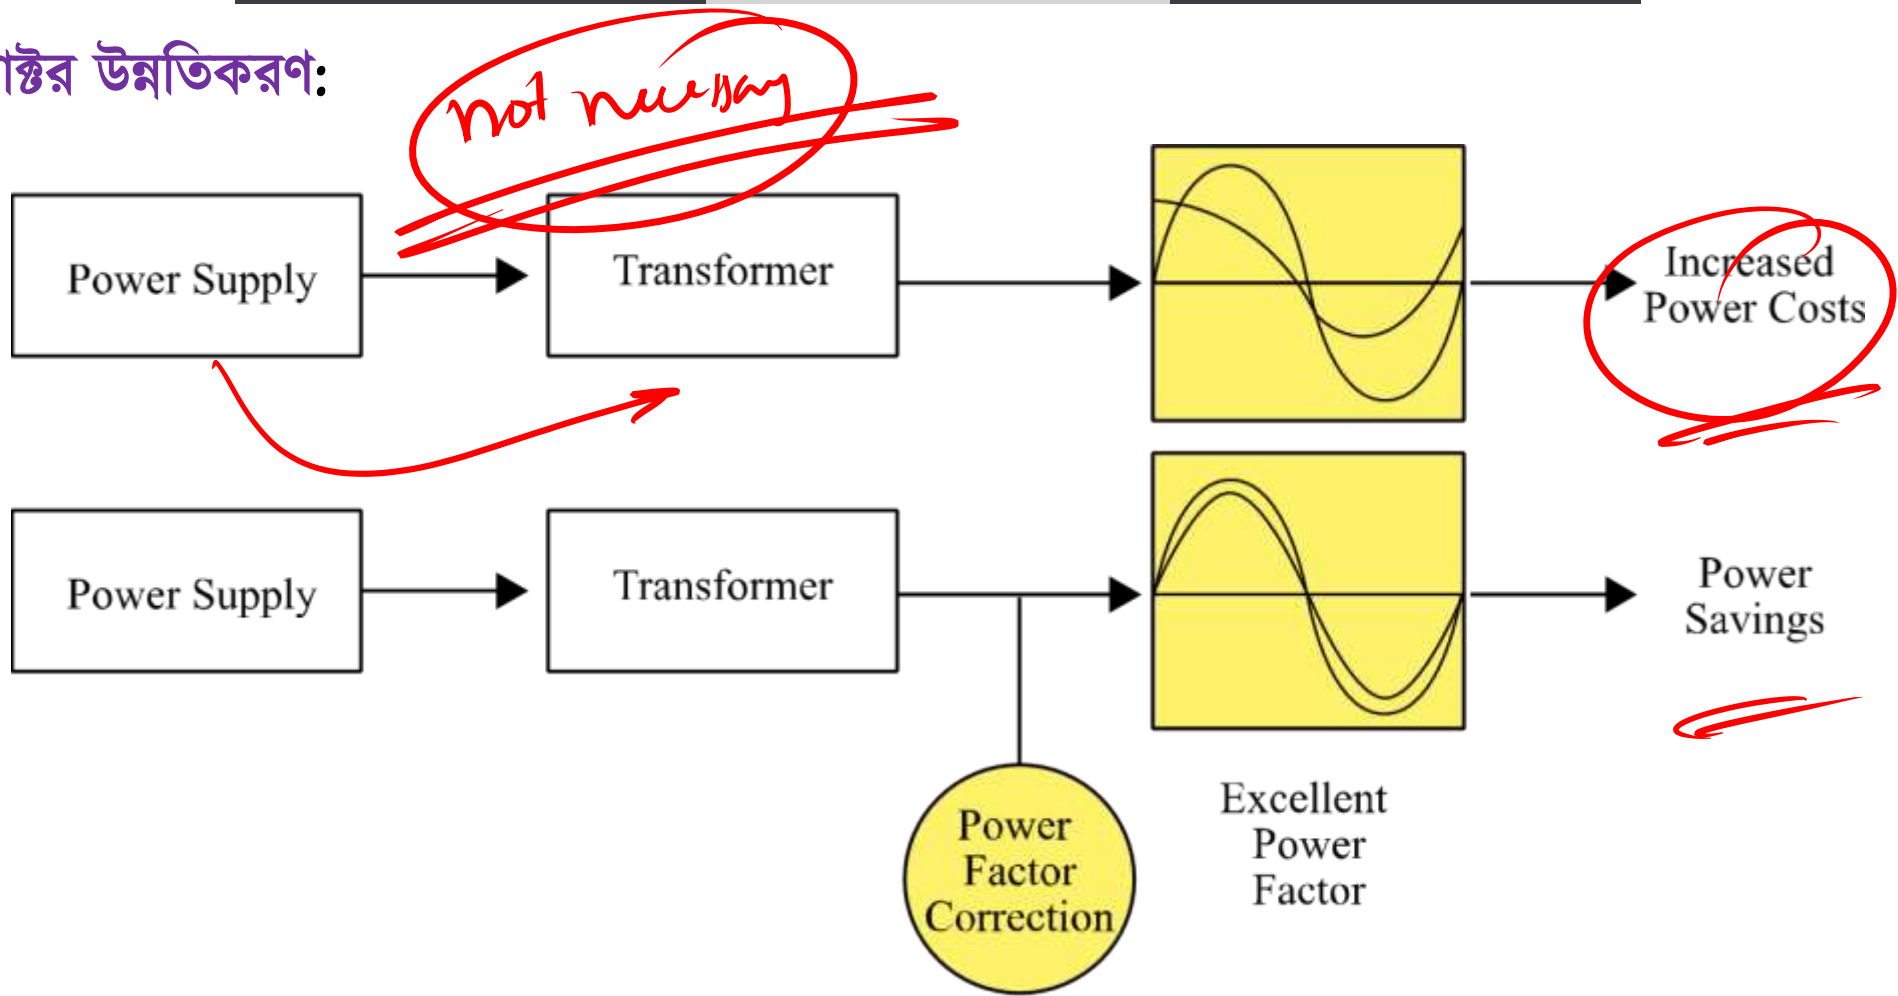 াক্টর উন্নতিকরণ:
not necessary
Power Supply
Transformer
Increased
Power Costs
Power Supply
Transformer
Power
Savings
Power
Factor
Correction
Excellent
Power
Factor